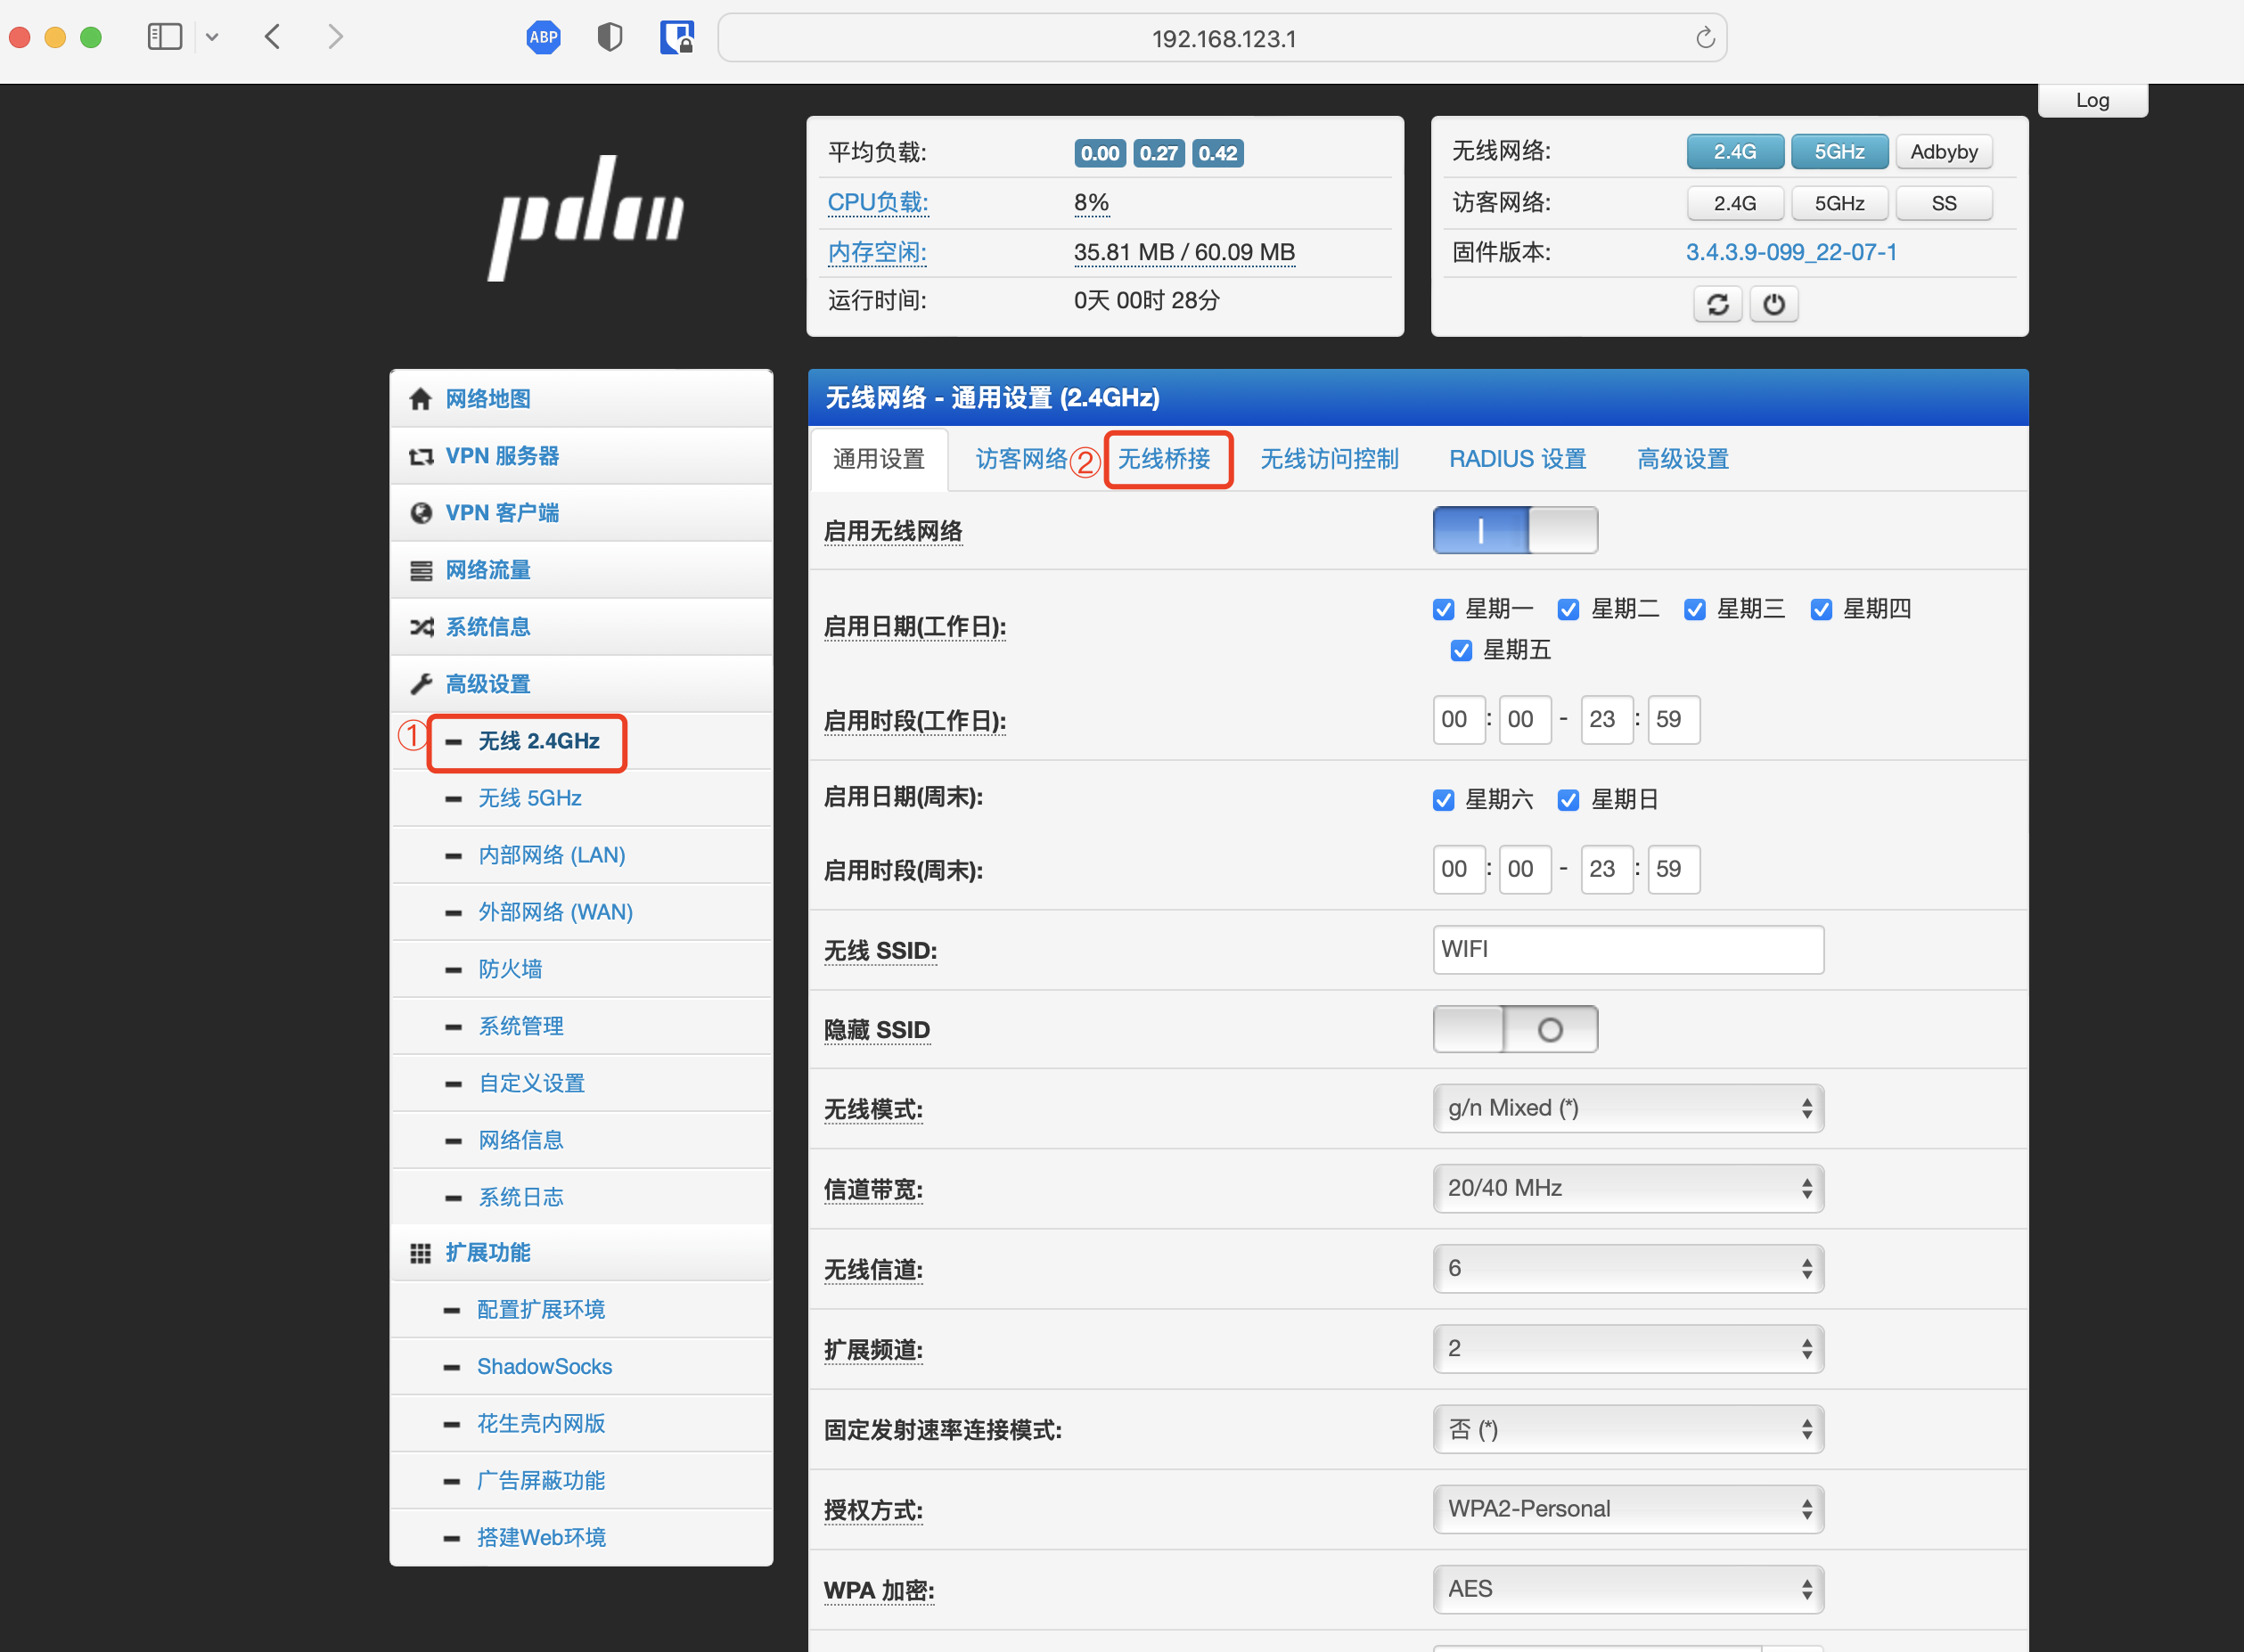 ABP
192.168.123.1
Log
pdcn
平均负载: 0.00 0.27 0.42
CPU负载: 8%
内存空闲: 35.81 MB / 60.09 MB
运行时间: 0天 00时 28分
无线网络: 2.4G 5GHz Adbyby
访客网络: 2.4G 5GHz SS
固件版本: 3.4.3.9-099_22-07-1
网络地图
VPN 服务器
VPN 客户端
网络流量
系统信息
高级设置
① 无线 2.4GHz
无线 5GHz
内部网络 (LAN)
外部网络 (WAN)
防火墙
系统管理
自定义设置
网络信息
系统日志
扩展功能
配置扩展环境
ShadowSocks
花生壳内网版
广告屏蔽功能
搭建Web环境
无线网络 - 通用设置 (2.4GHz)
通用设置 访客网络 ② 无线桥接 无线访问控制 RADIUS 设置 高级设置
启用无线网络
启用日期(工作日): 星期一 星期二 星期三 星期四
星期五
启用时段(工作日): 00 : 00 - 23 : 59
启用日期(周末): 星期六 星期日
启用时段(周末): 00 : 00 - 23 : 59
无线 SSID: WIFI
隐藏 SSID
无线模式: g/n Mixed (*)
信道带宽: 20/40 MHz
无线信道: 6
扩展频道: 2
固定发射速率连接模式: 否 (*)
授权方式: WPA2-Personal
WPA 加密: AES